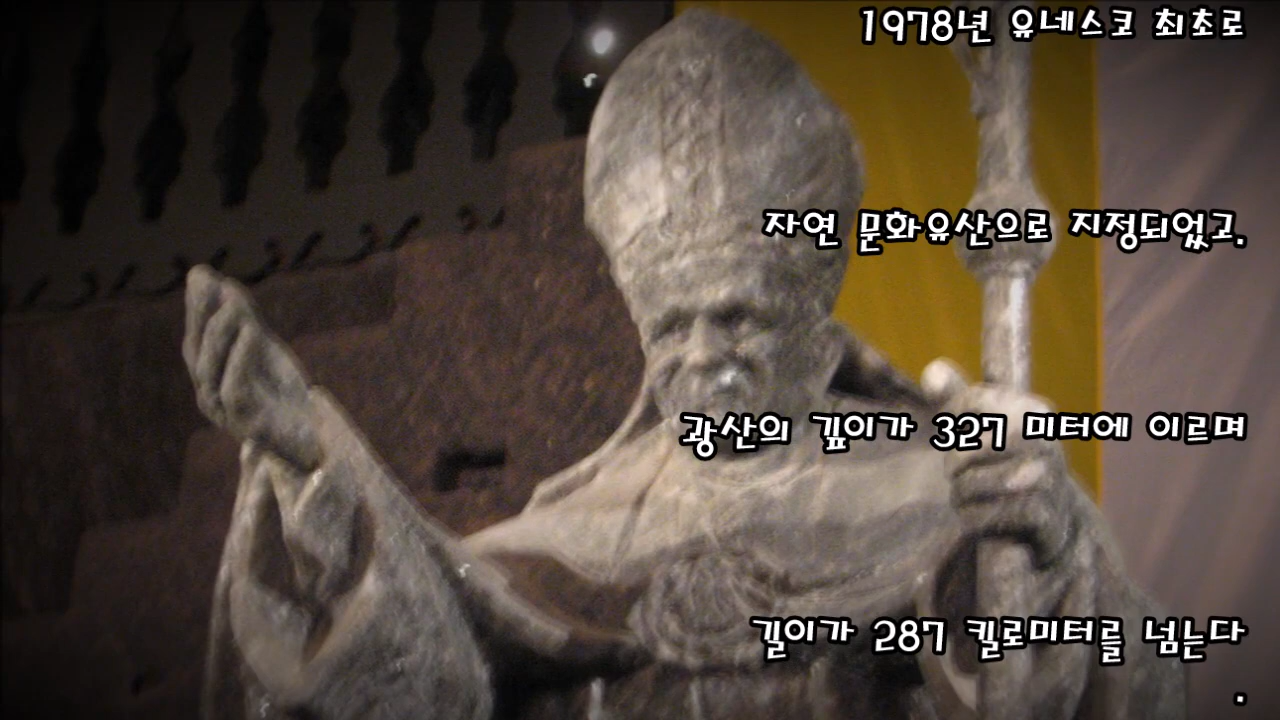 1978년 유네스코 최초로
자연 문화유산으로 지정되었고.
광산의 깊이가 327 미터에 이르며
길이가 287 킬로미터를 넘는다
.